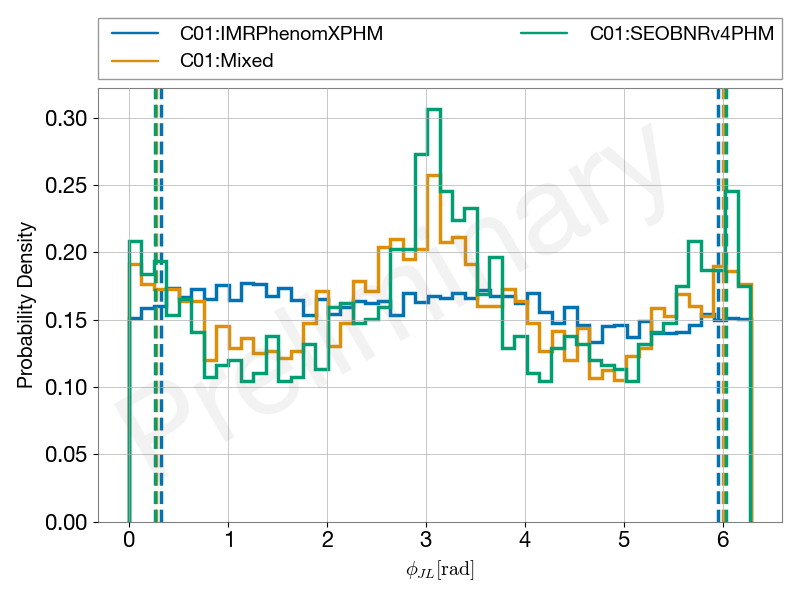 C01:IMRPhenomXPHM
C01:Mixed
C01:SEOBNRv4PHM
0.30
0.25
0.20
0.15
0.10
0.05
0.00
Probability Density
Preliminary
0 1 2 3 4 5 6
ϕ_JL[rad]